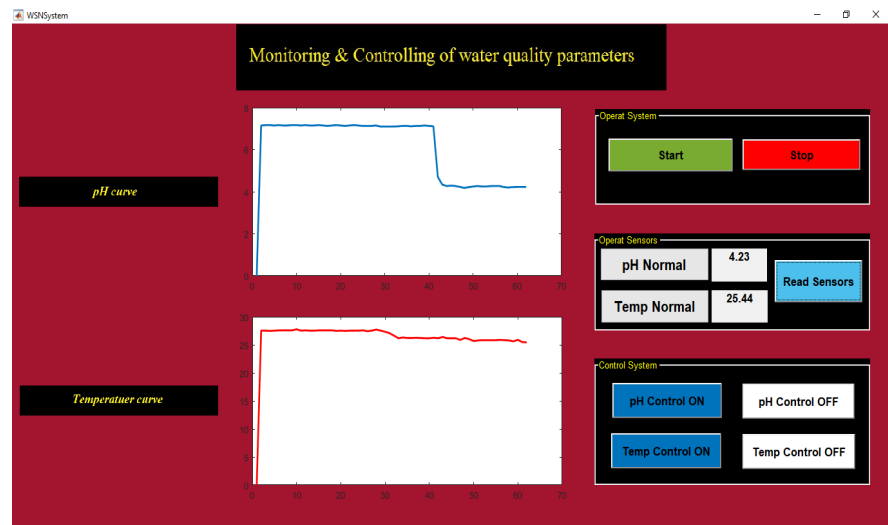 WSNSystem
Monitoring & Controlling of water quality parameters
pH curve
8
6
4
2
0
0 10 20 30 40 50 60 70
Temperatuer curve
30
25
20
15
10
5
0
0 10 20 30 40 50 60 70
Operat System
Start Stop
Operat Sensors
pH Normal 4.23
Read Sensors
Temp Normal 25.44
Control System
pH Control ON pH Control OFF
Temp Control ON Temp Control OFF